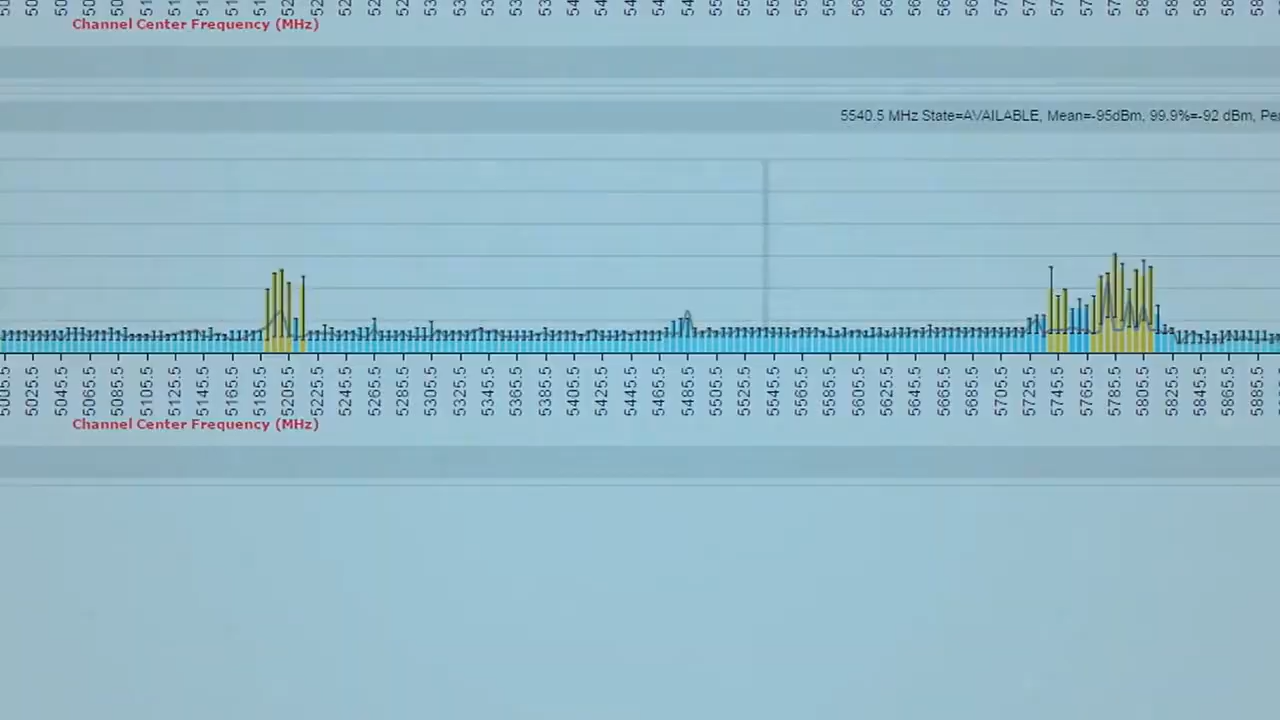 Channel Center Frequency (MHz)
5540.5 MHz State=AVAILABLE, Mean=-95dBm, 99.9%=-92 dBm,
5005.5 5025.5 5045.5 5065.5 5085.5 5105.5 5125.5 5145.5 5165.5 5185.5 5205.5 5225.5 5245.5 5265.5 5285.5 5305.5 5325.5 5345.5 5365.5 5385.5 5405.5 5425.5 5445.5 5465.5 5485.5 5505.5 5525.5 5545.5 5565.5 5585.5 5605.5 5625.5 5645.5 5665.5 5685.5 5705.5 5725.5 5745.5 5765.5 5785.5 5805.5 5825.5 5845.5 5865.5 5885.5
Channel Center Frequency (MHz)